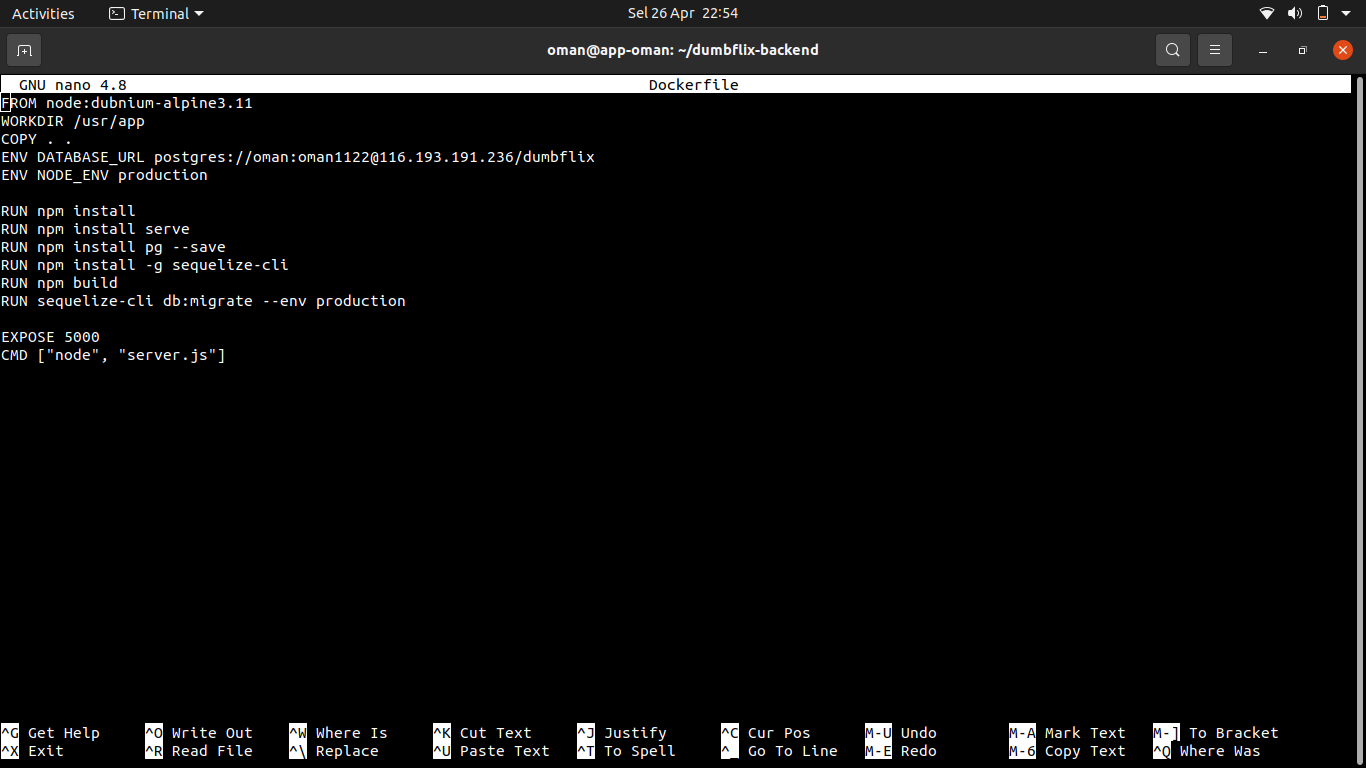 Activities Terminal Sel 26 Apr 22:54
oman@app-oman: ~/dumbflix-backend
GNU nano 4.8 Dockerfile
FROM node:dubnium-alpine3.11
WORKDIR /usr/app
COPY . .
ENV DATABASE_URL postgres://oman:oman1122@116.193.191.236/dumbflix
ENV NODE_ENV production
RUN npm install
RUN npm install serve
RUN npm install pg --save
RUN npm install -g sequelize-cli
RUN npm build
RUN sequelize-cli db:migrate --env production
EXPOSE 5000
CMD ["node", "server.js"]
^G Get Help ^O Write Out ^W Where Is ^K Cut Text ^J Justify ^C Cur Pos M-U Undo M-A Mark Text M-] To Bracket
^X Exit ^R Read File ^\ Replace ^U Paste Text ^T To Spell ^_ Go To Line M-E Redo M-6 Copy Text ^Q Where Was